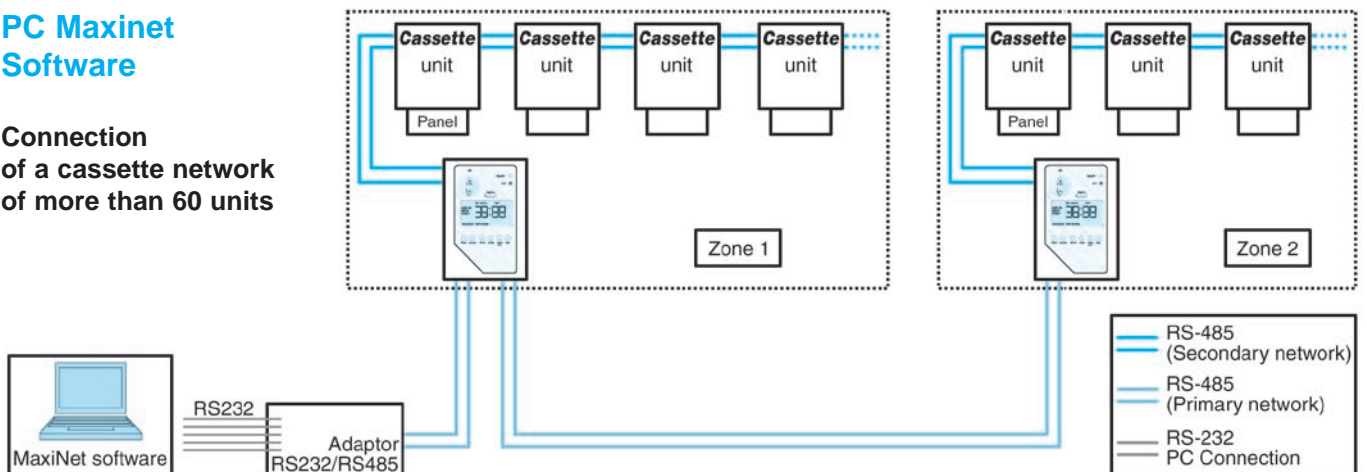 PC Maxinet
Software
Connection
of a cassette network
of more than 60 units
Cassette
unit
Panel
Cassette
unit
Cassette
unit
Cassette
unit
Zone 1
Cassette
unit
Panel
Cassette
unit
Cassette
unit
Zone 2
MaxiNet software
RS232
Adaptor
RS232/RS485
RS-485
(Secondary network)
RS-485
(Primary network)
RS-232
PC Connection